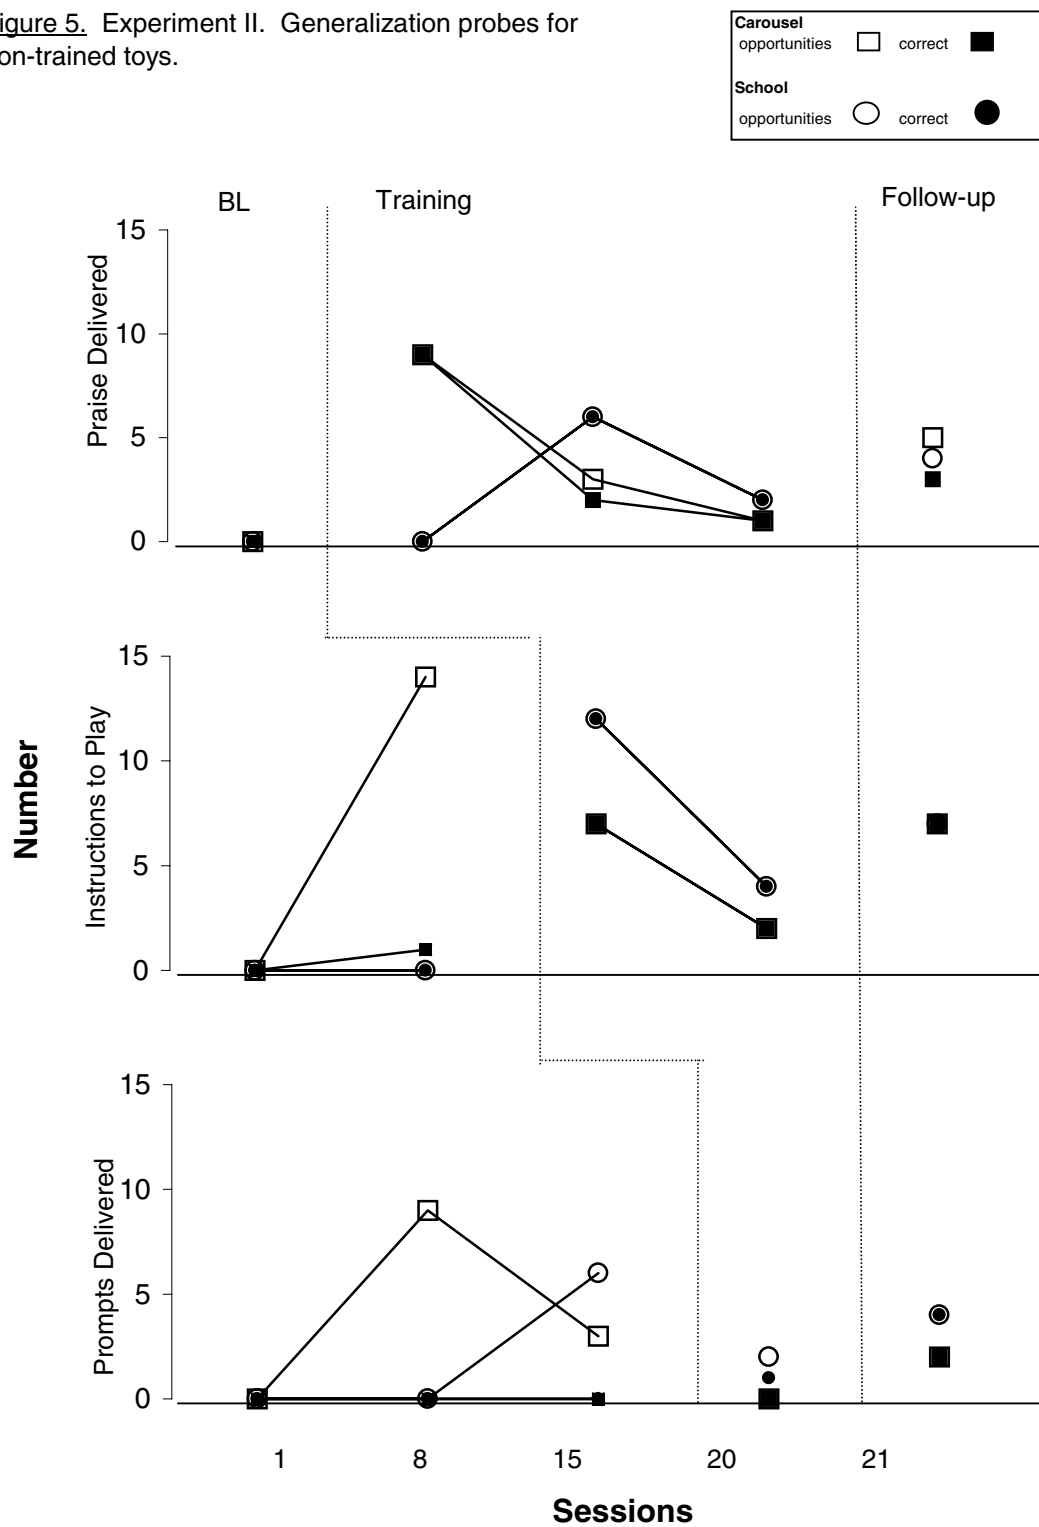 igure 5. Experiment II. Generalization probes for
on-trained toys.
Carousel
opportunities correct
School
opportunities correct
BL Training Follow-up
15
10
5
0
Praise Delivered
15
10
5
0
Instructions to Play
Number
15
10
5
0
Prompts Delivered
1 8 15 20 21
Sessions